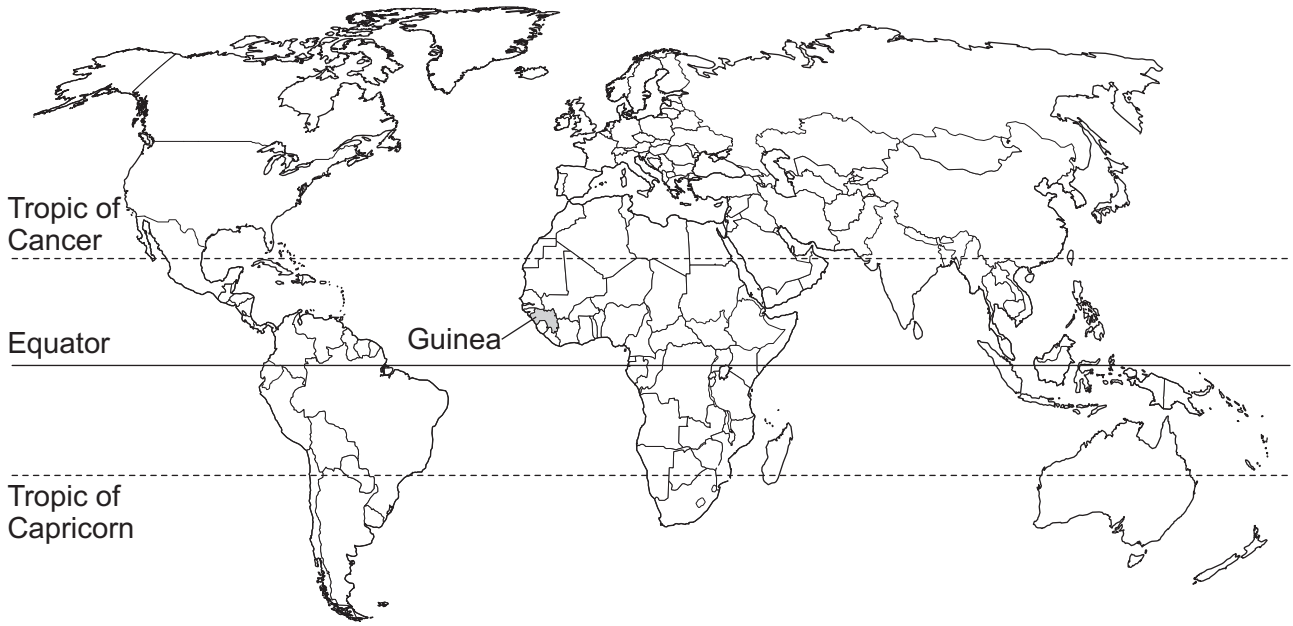 Tropic of
Cancer
Equator
Guinea
Tropic of
Capricorn